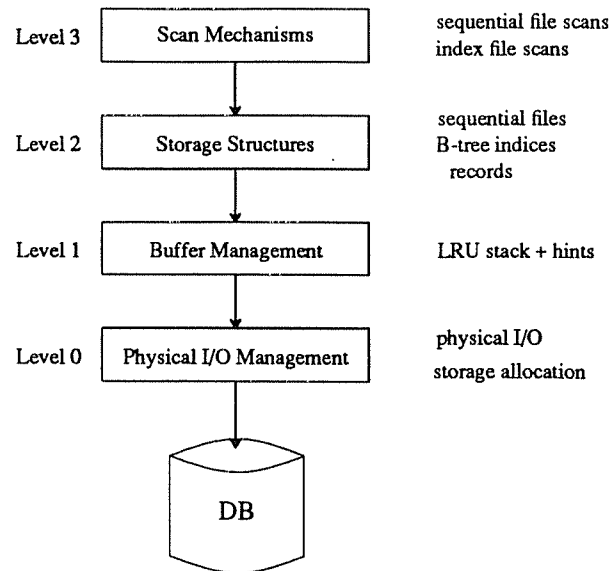 sequential file scans
Level 3 Scan Mechanisms
index file scans
sequential files
Level 2 Storage Structures B-tree indices
records
Level 1 Buffer Management LRU stack + hints
physical I/O
Level 0 Physical I/O Management
storage allocation
DB